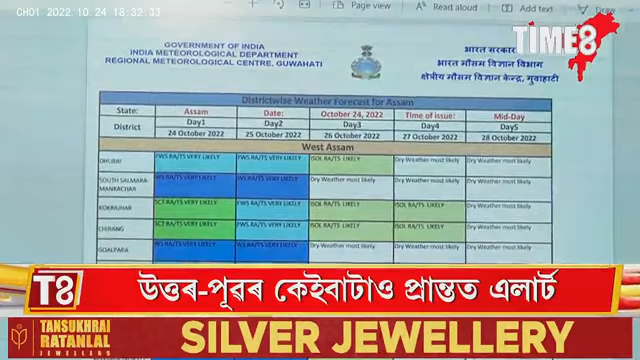 CH01 2022.10.24 18:32:33
Page view
Read aloud
Add text
Draw
TIME8
GOVERNMENT OF INDIA
INDIA METEOROLOGICAL DEPARTMENT
REGIONAL METEOROLOGICAL CENTRE, GUWAHATI
भारत सरकार
भारत मौसम विज्ञान विभाग
क्षेत्रीय मौसम विज्ञान केन्द्र, गुवाहाटी
Districtwise Weather Forecast for Assam
State: Assam Date: October 24, 2022 Time of issue: Mid-Day
District Day1 Day2 Day3 Day4 Day5
24 October 2022 25 October 2022 26 October 2022 27 October 2022 28 October 2022
West Assam
DHUBRI FWS RA/TS VERY LIKELY FWS RA/TS VERY LIKELY ISOL RA/TS LIKELY Dry Weather most likely Dry Weather most likely
SOUTH SALMARA-MANKACHAR WS RA/TS VERY LIKELY WS RA/TS VERY LIKELY Dry Weather most likely Dry Weather most likely Dry Weather most likely
KOKRAJHAR SCT RA/TS VERY LIKELY FWS RA/TS VERY LIKELY ISOL RA/TS LIKELY ISOL RA/TS LIKELY Dry Weather most likely
CHIRANG SCT RA/TS VERY LIKELY FWS RA/TS VERY LIKELY ISOL RA/TS LIKELY ISOL RA/TS LIKELY Dry Weather most likely
GOALPARA WS RA/TS VERY LIKELY WS RA/TS VERY LIKELY Dry Weather most likely Dry Weather most likely Dry Weather most likely
T8 উত্তৰ-পূৱৰ কেইবাটাও প্ৰান্তত এলাৰ্ট
TANSUKHRAI
RATANLAL
JEWELLERS
SILVER JEWELLERY